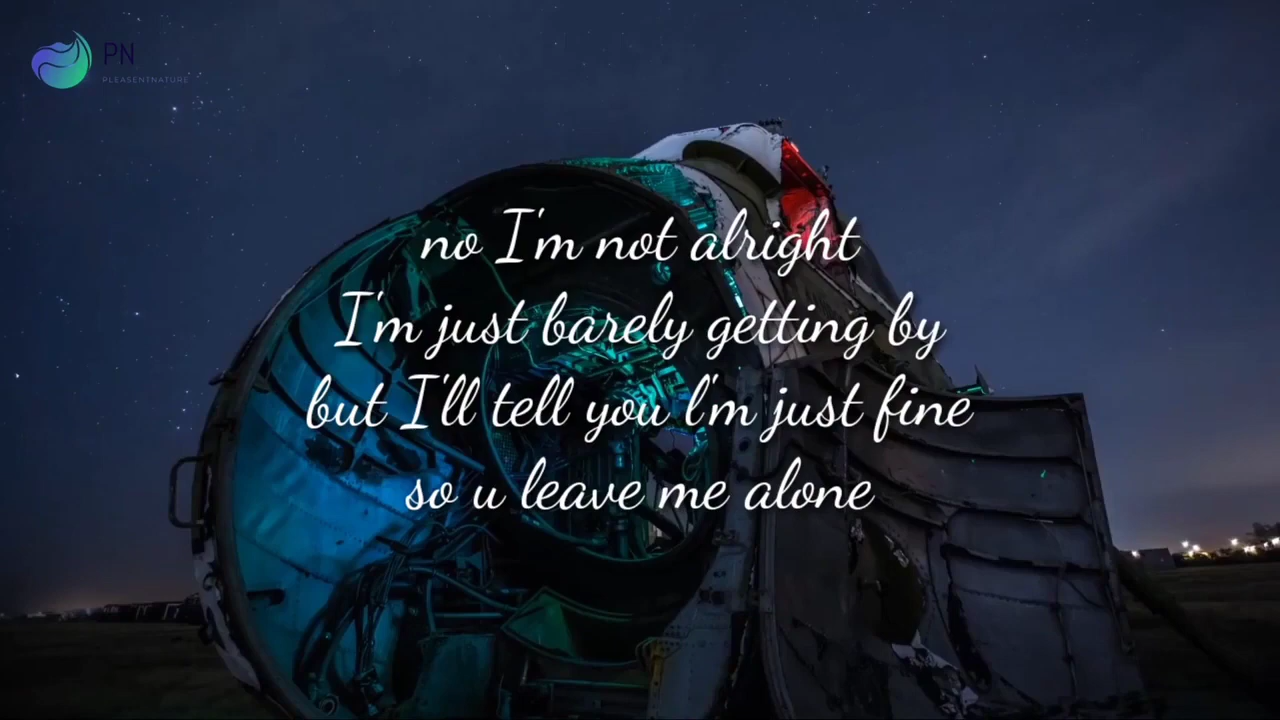 PN
PLEASENTNATURE
no I'm not alright
I'm just barely getting by
but I'll tell you l'm just fine
so u leave me alone